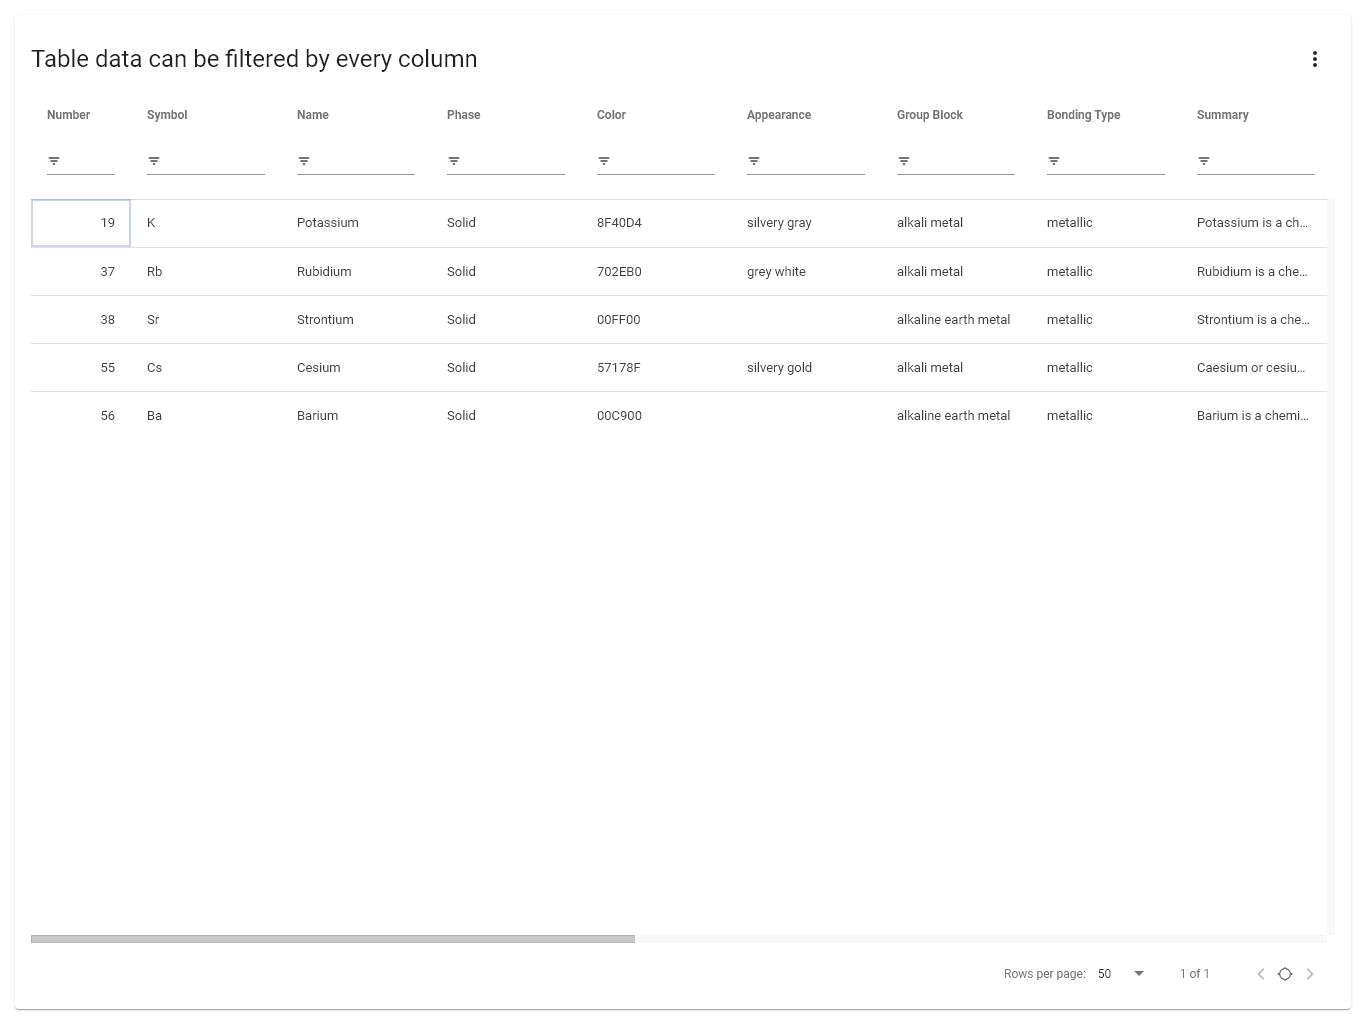 Table data can be filtered by every column
Number Symbol Name Phase Color Appearance Group Block Bonding Type Summary
19 K Potassium Solid 8F40D4 silvery gray alkali metal metallic Potassium is a ch...
37 Rb Rubidium Solid 702EB0 grey white alkali metal metallic Rubidium is a che...
38 Sr Strontium Solid 00FF00 alkaline earth metal metallic Strontium is a che...
55 Cs Cesium Solid 57178F silvery gold alkali metal metallic Caesium or cesiu...
56 Ba Barium Solid 00C900 alkaline earth metal metallic Barium is a chemi...
Rows per page: 50 1 of 1